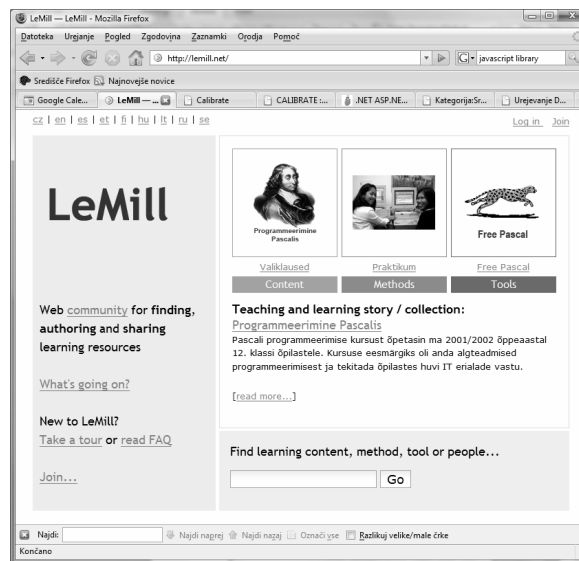 LeMill — LeMill - Mozilla Firefox
Datoteka Urejanje Pogled Zgodovina Zaznamki Orodja Pomoč
http://lemill.net/ G javascript library
Središče Firefox Najnovejše novice
Google Cale... LeMill — ... Calibrate CALIBRATE :... .NET ASP.NE... Kategorija:Sr... Urejevanje D...
cz | en | es | et | fi | hu | lt | ru | se Log in Join
LeMill
Programmeerimine
Pascalis
Free Pascal
Valiklaused Praktikum Free Pascal
Content Methods Tools
Web community for finding,
authoring and sharing
learning resources
What's going on?
New to LeMill?
Take a tour or read FAQ
Join...
Teaching and learning story / collection:
Programmeerimine Pascalis
Pascali programmeerimise kursust õpetasin ma 2001/2002 õppeaastal
12. klassi õpilastele. Kursuse eesmärgiks oli anda algteadmised
programmeerimisest ja tekitada õpilastes huvi IT erialade vastu.
[read more...]
Find learning content, method, tool or people...
Go
Najdi: Najdi naprej Najdi nazaj Označi vse Razlikuj velike/male črke
Končano